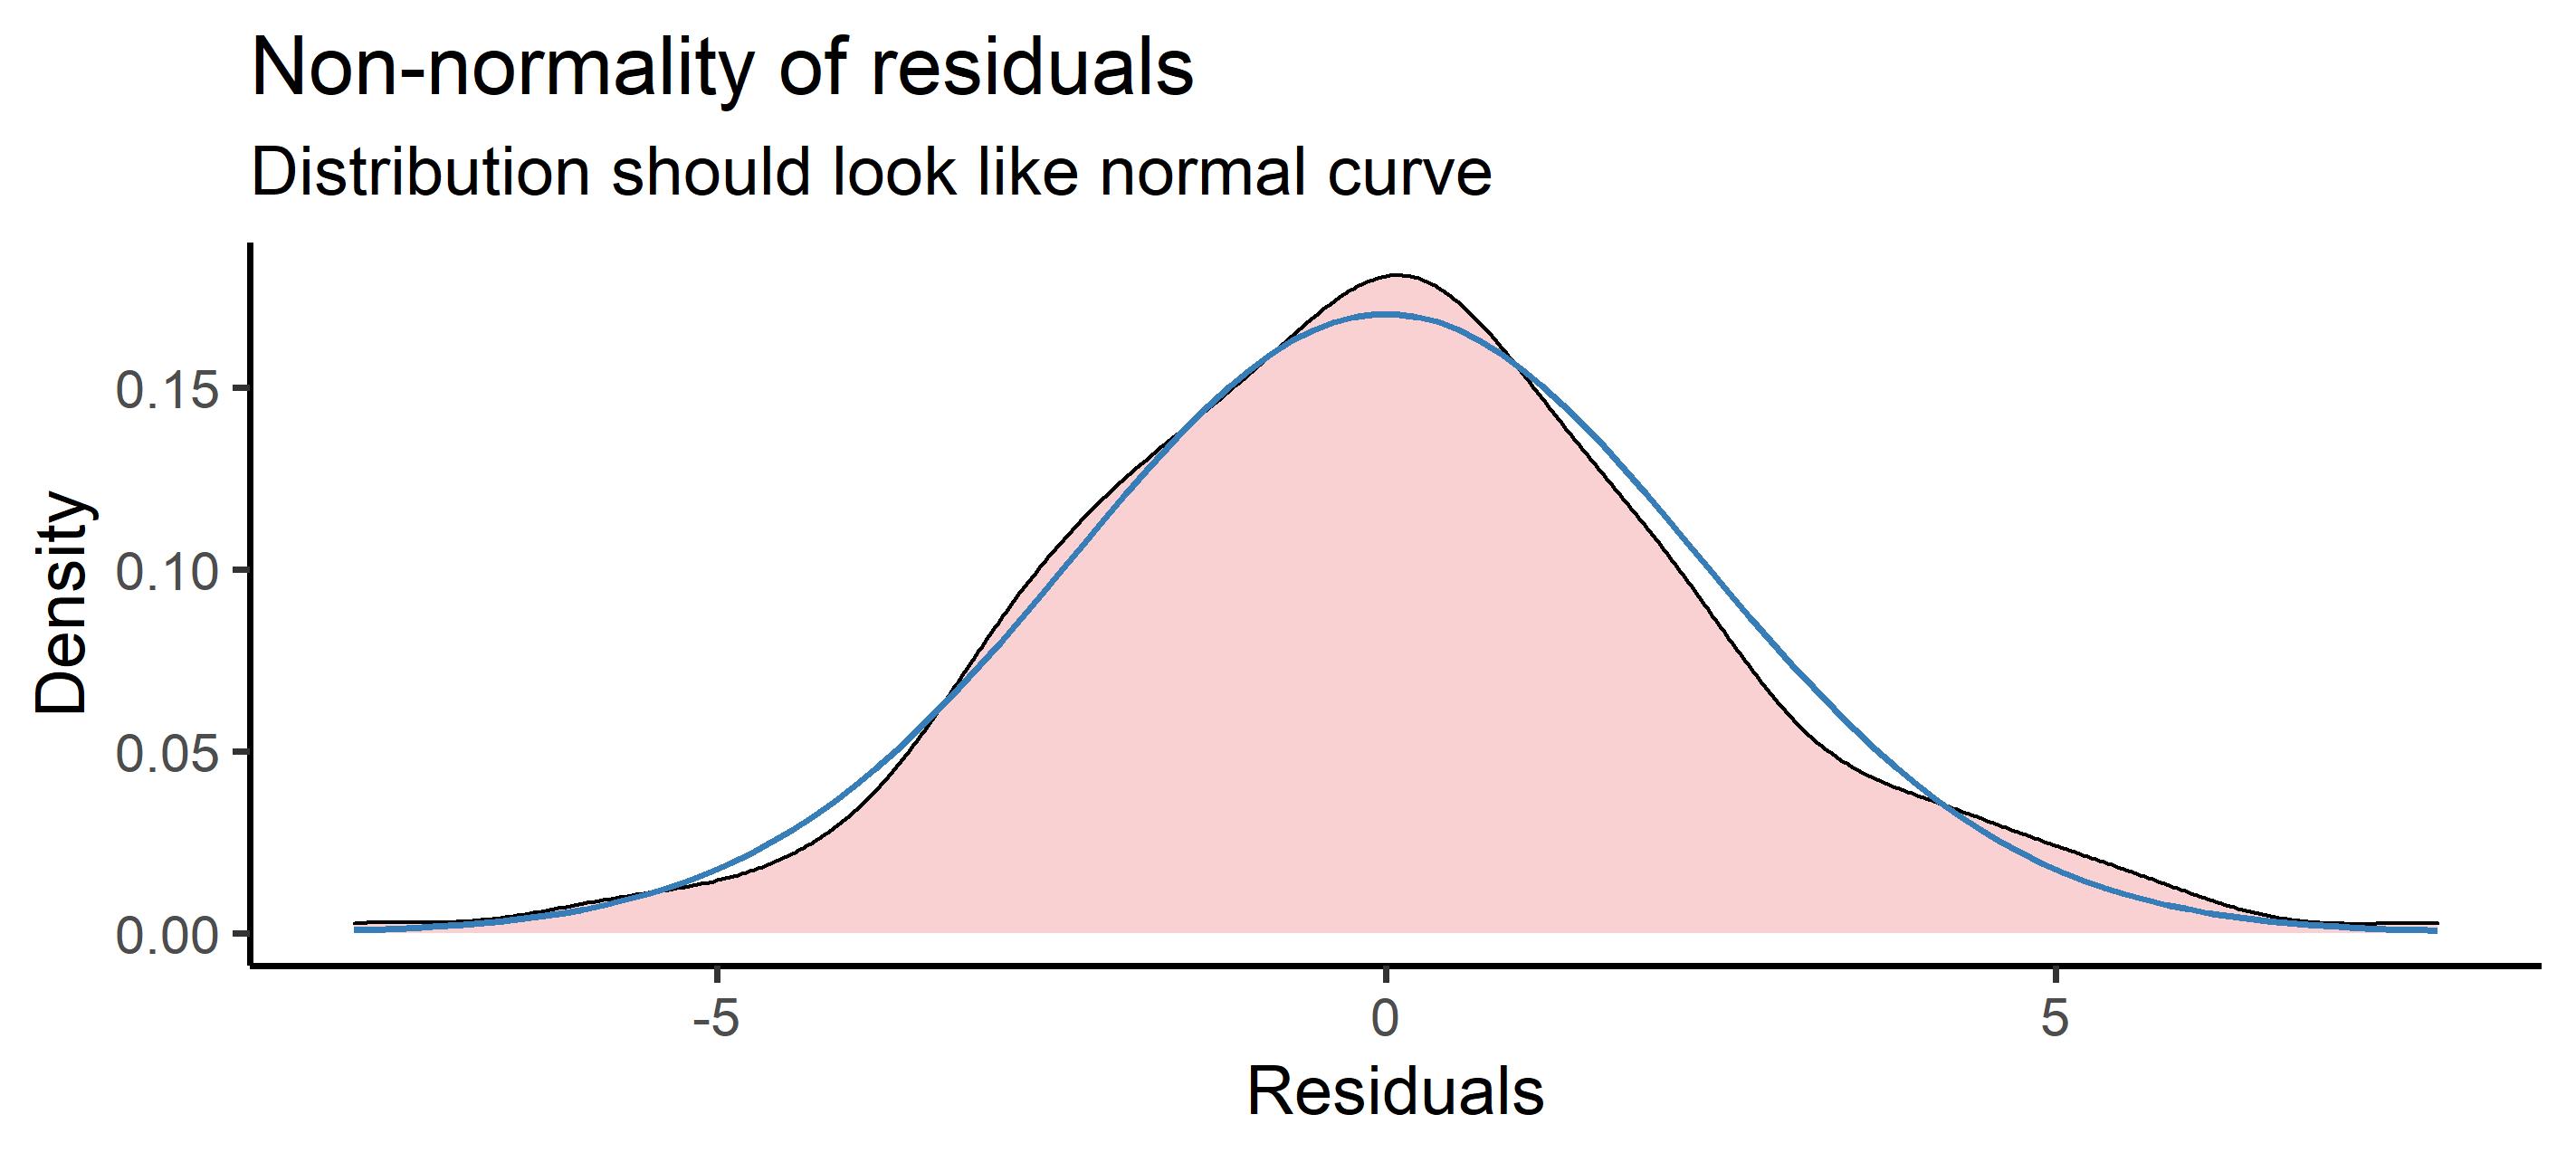 Non-normality of residuals
Distribution should look like normal curve
Density
0.15
0.10
0.05
0.00
-5
0
5
Residuals